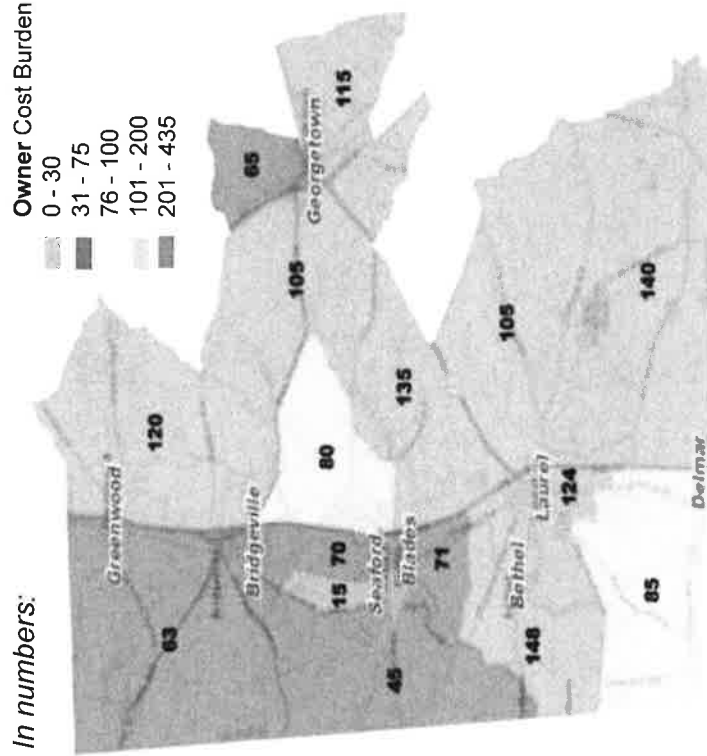 In numbers:
Owner Cost Burden
0 - 30
31 - 75
76 - 100
101 - 200
201 - 435
Greenwood
120
63
Bridgeville
65
105
Georgetown
115
80
70
15
Seaford
Blades
135
45
71
105
Laurel
124
Bethel
148
140
85
Delmar